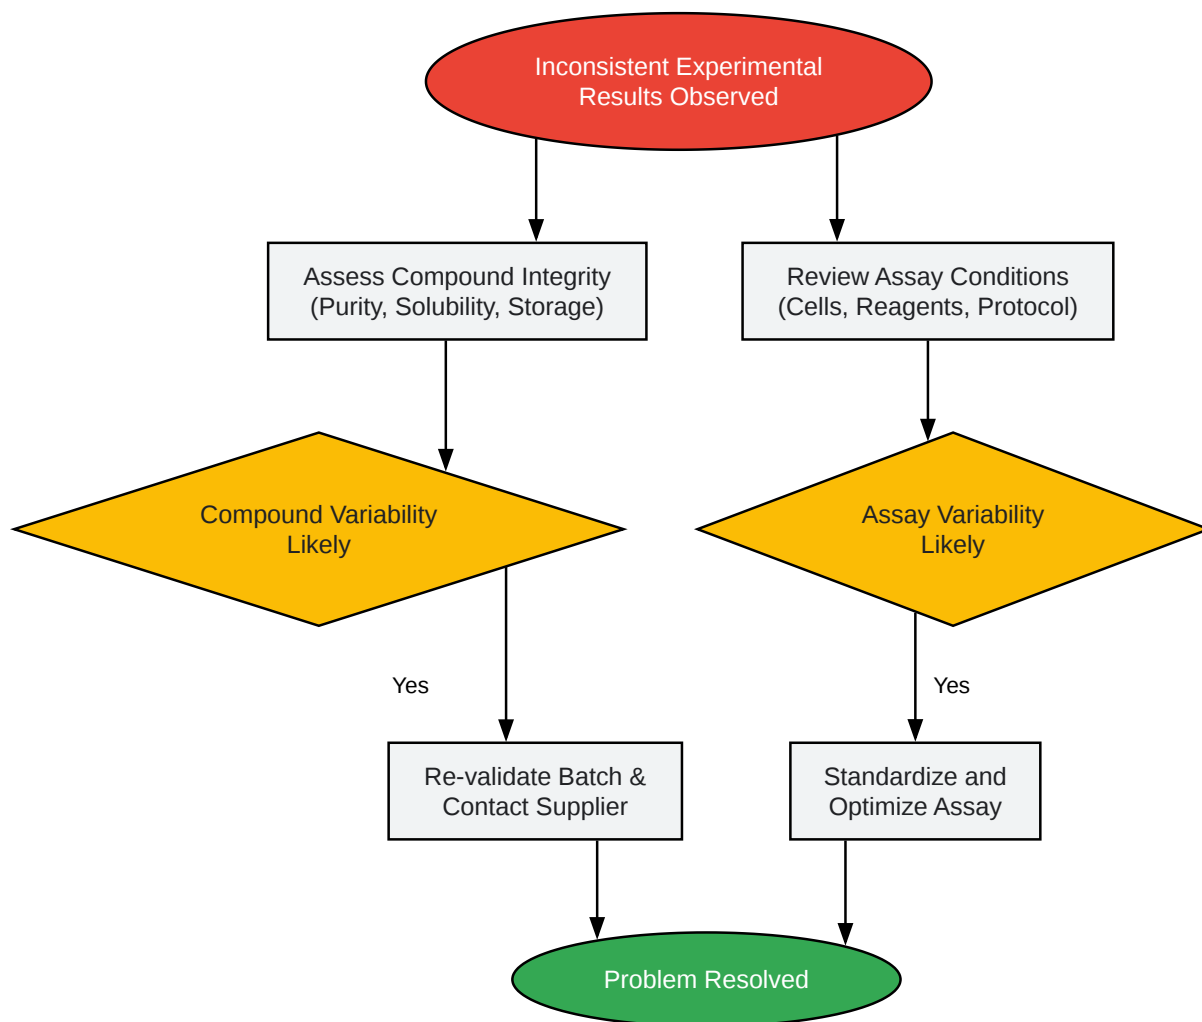 Inconsistent Experimental
Results Observed
Assess Compound Integrity
(Purity, Solubility, Storage)
Review Assay Conditions
(Cells, Reagents, Protocol)
Compound Variability
Likely
Assay Variability
Likely
Yes
Yes
Re-validate Batch &
Contact Supplier
Standardize and
Optimize Assay
Problem Resolved